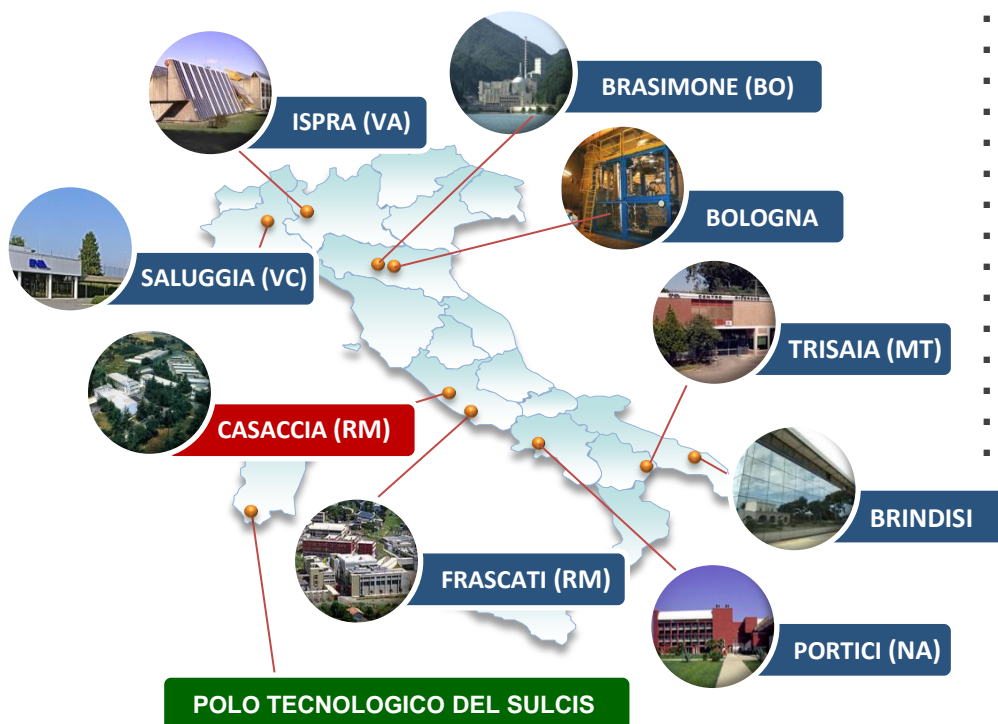 BRASIMONE (BO)
ISPRA (VA)
BOLOGNA
SALUGGIA (VC)
TRISAIA (MT)
CASACCIA (RM)
BRINDISI
FRASCATI (RM)
PORTICI (NA)
POLO TECNOLOGICO DEL SULCIS